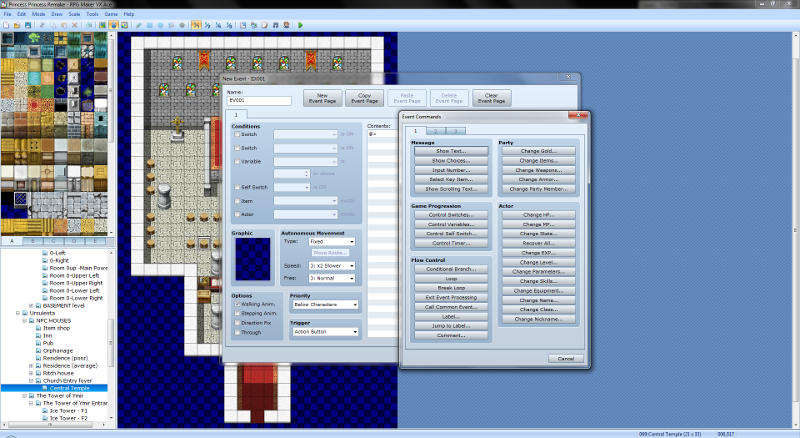 Princess Princess Remake - RPG Maker VX Ace
File Edit Mode Draw Scale Tools Game Help
New Event - EV001
Name:
EV001
New Event Page
Copy Event Page
Paste Event Page
Delete Event Page
Clear Event Page
1
Conditions
Switch
is ON
Switch
is ON
Variable
is
or above
Self Switch
is ON
Item
exists
Actor
exists
Graphic
Autonomous Movement
Type: Fixed
Move Route...
Speed: 3: x2 Slower
Freq: 3: Normal
Options
Walking Anim.
Stepping Anim.
Direction Fix
Through
Priority
Below Characters
Trigger
Action Button
Contents:
@>
Event Commands
1 2 3
Message
Show Text...
Show Choices...
Input Number...
Select Key Item...
Show Scrolling Text...
Game Progression
Control Switches...
Control Variables...
Control Self Switch...
Control Timer...
Flow Control
Conditional Branch...
Loop
Break Loop
Exit Event Processing
Call Common Event...
Label...
Jump to Label...
Comment...
Party
Change Gold...
Change Items...
Change Weapons...
Change Armor...
Change Party Member...
Actor
Change HP...
Change MP...
Change State...
Recover All...
Change EXP...
Change Level...
Change Parameters...
Change Skills...
Change Equipment...
Change Name...
Change Class...
Change Nickname...
Cancel
A B C D E
0-Left
0-Right
Room 0up -Main Powe
Room 0-Upper Left
Room 0-Upper Right
Room 0-Lower Left
Room 0-Lower Right
BASEMENT level
Umulenta
NPC HOUSES
Item shop
Inn
Pub
Orphanage
Residence (poor)
Residence (average)
Ritch house
Church Entry foyer
Central Temple
The Tower of Ymir
The Tower of Ymir Entran
Ice Tower - F1
Ice Tower - F2
099:Central Temple (21 x 33)
008,017